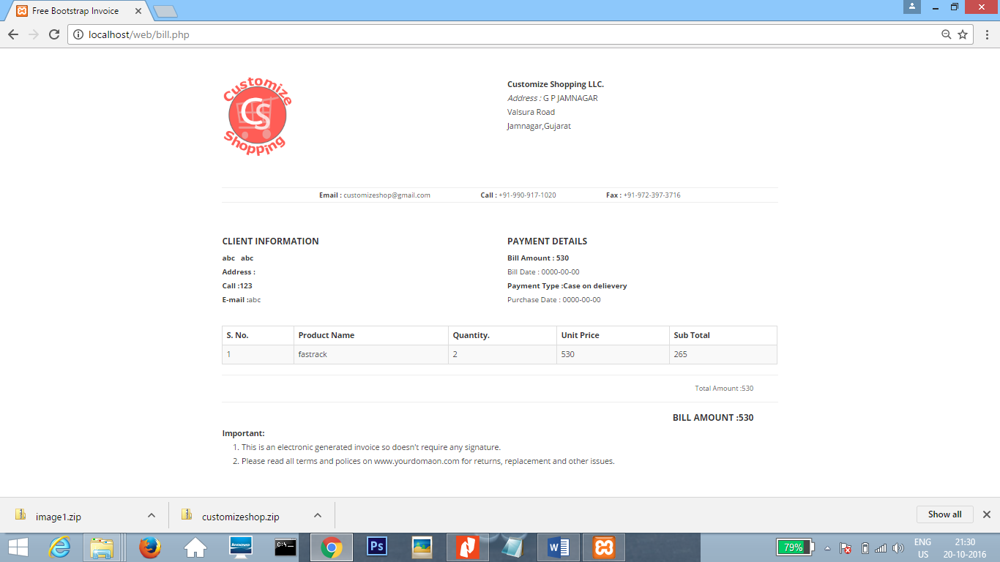 Free Bootstrap Invoice
localhost/web/bill.php
Customize
CS
Shopping
Customize Shopping LLC.
Address : G P JAMNAGAR
Valsura Road
Jamnagar,Gujarat
Email : customizeshop@gmail.com Call : +91-990-917-1020 Fax : +91-972-397-3716
CLIENT INFORMATION
abc abc
Address :
Call :123
E-mail :abc
PAYMENT DETAILS
Bill Amount : 530
Bill Date : 0000-00-00
Payment Type :Case on delievery
Purchase Date : 0000-00-00
S. No. Product Name Quantity. Unit Price Sub Total
1 fastrack 2 530 265
Total Amount :530
BILL AMOUNT :530
Important:
1. This is an electronic generated invoice so doesn't require any signature.
2. Please read all terms and polices on www.yourdomaon.com for returns, replacement and other issues.
image1.zip customizeshop.zip Show all
lenovo C:\ Ps W 79% ENG 21:30
US 20-10-2016